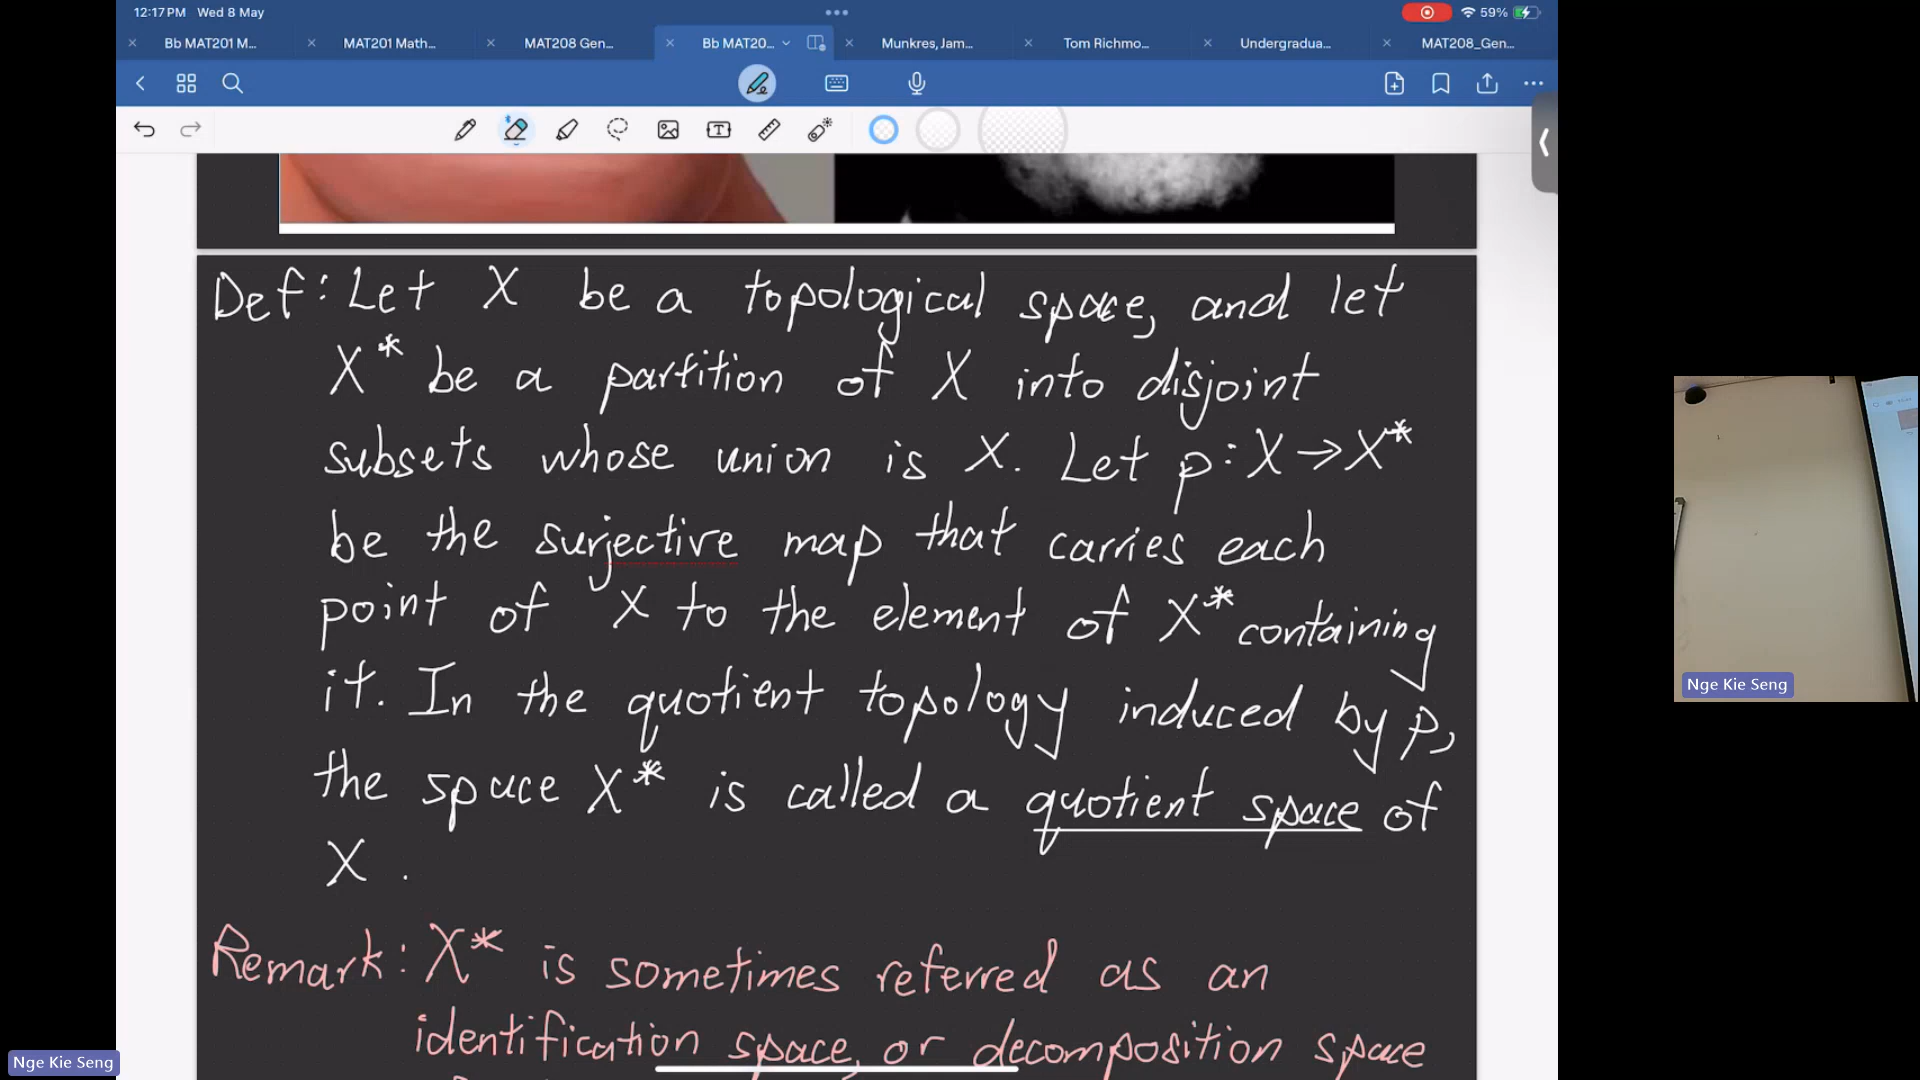 12:17 PM Wed 8 May
59%
Bb MAT201 M...
MAT201 Math...
MAT208 Gen...
Bb MAT20...
Munkres, Jam...
Tom Richmo...
Undergradua...
MAT208_Gen...
Def: Let X be a topological space, and let
X* be a partition of X into disjoint
subsets whose union is X. Let p: X → X*
be the surjective map that carries each
point of X to the element of X* containing
it. In the quotient topology induced by p,
the space X* is called a quotient space of
X.
Remark: X* is sometimes referred as an
identification space, or decomposition space
Nge Kie Seng
Nge Kie Seng